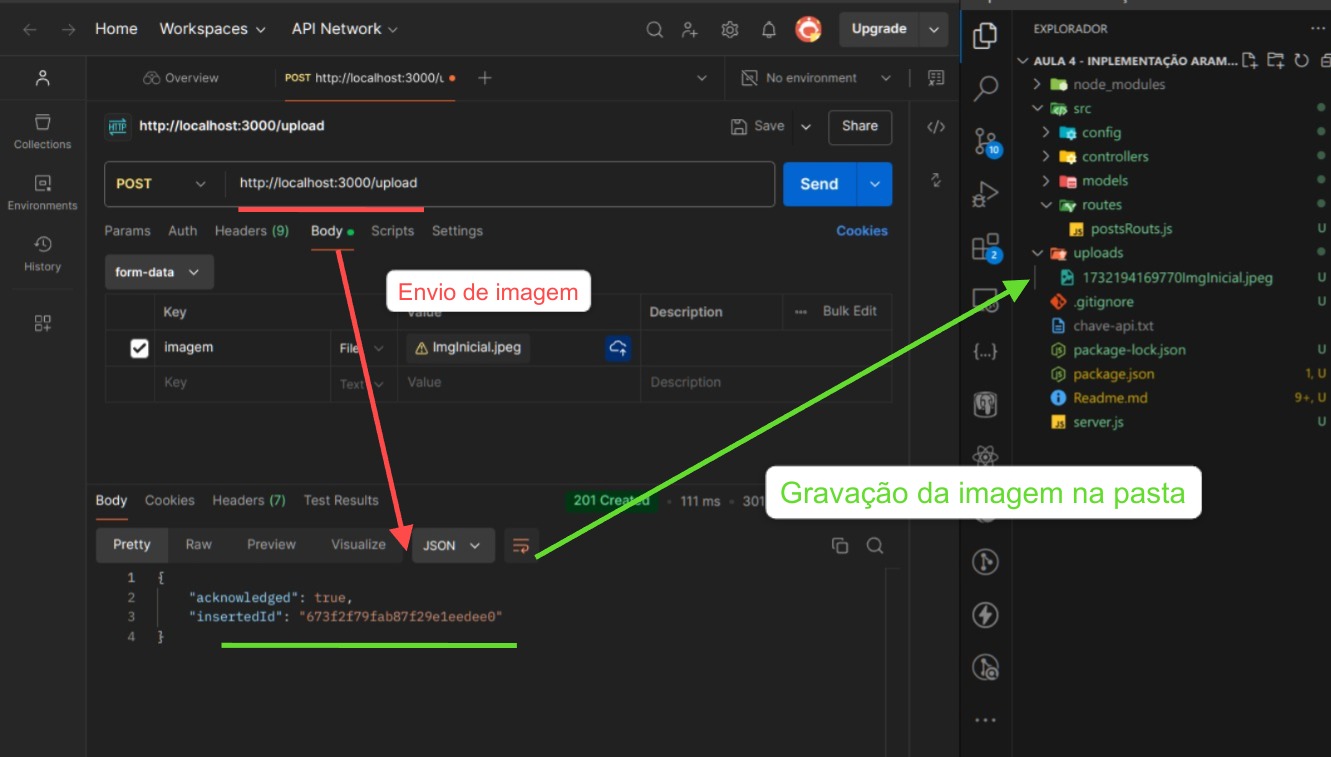 Home Workspaces API Network Upgrade
Overview POST http://localhost:3000/u No environment
HTTP http://localhost:3000/upload Save Share
POST http://localhost:3000/upload Send
Params Auth Headers (9) Body Scripts Settings Cookies
form-data
Envio de imagem
Key Value Description Bulk Edit
imagem File ImgInicial.jpeg
Key Text Value Description
Collections
Environments
History
Body Cookies Headers (7) Test Results 201 Created 111 ms 301
Pretty Raw Preview Visualize JSON
1 {
2 "acknowledged": true,
3 "insertedId": "673f2f79fab87f29e1eedee0"
4 }
Gravação da imagem na pasta
10
2
EXPLORADOR
AULA 4 - INPLEMENTAÇÃO ARAM...
node_modules
src
config
controllers
models
routes
JS postsRouts.js U
uploads
1732194169770ImgInicial.jpeg U
.gitignore U
chave-api.txt
package-lock.json U
package.json 1, U
Readme.md 9+, U
JS server.js U